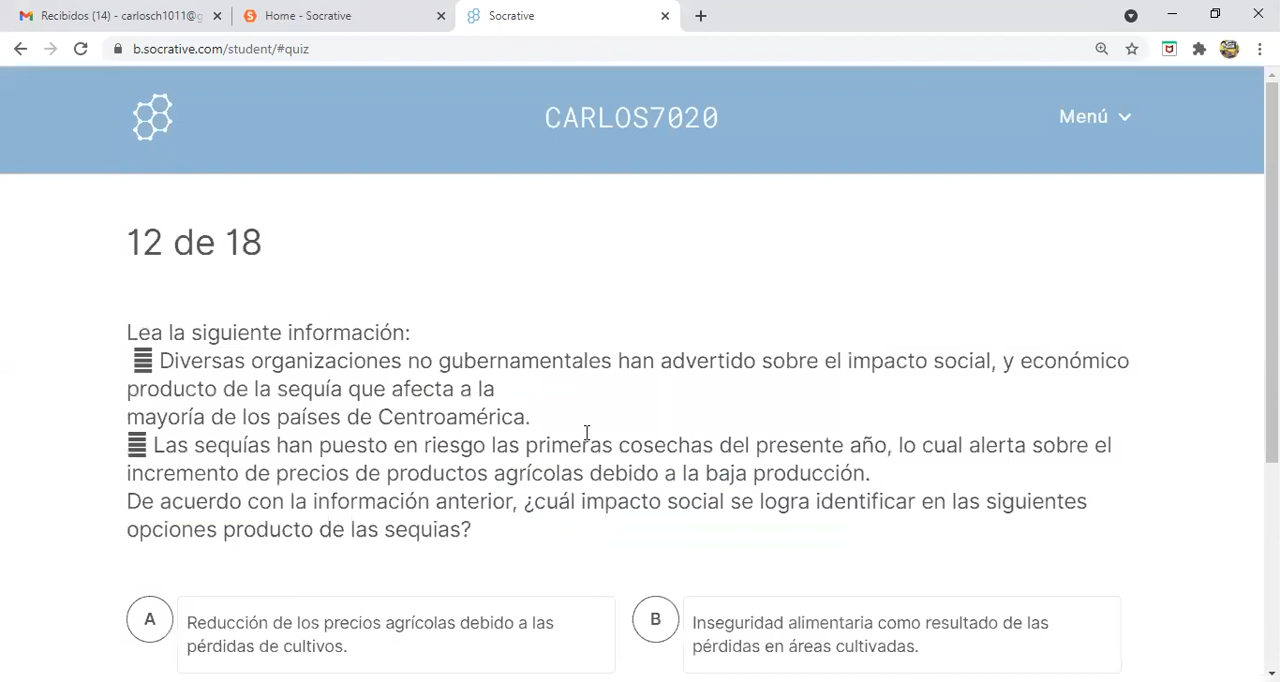 Recibidos (14) - carlosch1011@g
Home - Socrative
Socrative
b.socrative.com/student/#quiz
CARLOS7020
Menú
12 de 18
Lea la siguiente información:
Diversas organizaciones no gubernamentales han advertido sobre el impacto social, y económico
producto de la sequía que afecta a la
mayoría de los países de Centroamérica.
Las sequías han puesto en riesgo las primeras cosechas del presente año, lo cual alerta sobre el
incremento de precios de productos agrícolas debido a la baja producción.
De acuerdo con la información anterior, ¿cuál impacto social se logra identificar en las siguientes
opciones producto de las sequias?
A
Reducción de los precios agrícolas debido a las
pérdidas de cultivos.
B
Inseguridad alimentaria como resultado de las
pérdidas en áreas cultivadas.